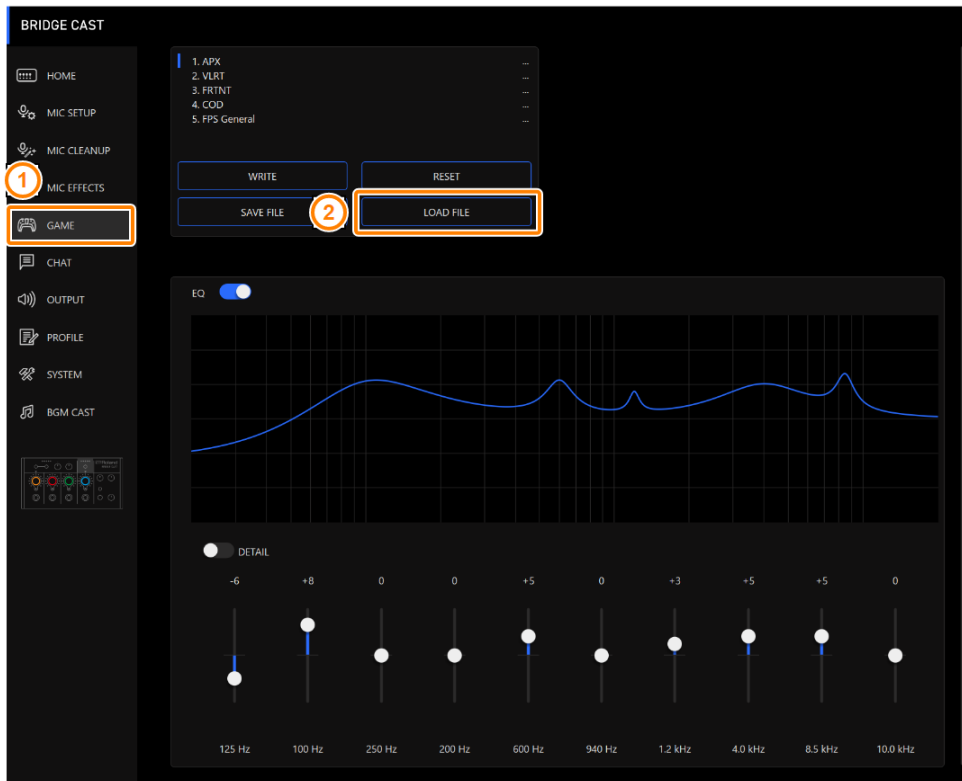 BRIDGE CAST
HOME
MIC SETUP
MIC CLEANUP
1
MIC EFFECTS
GAME
CHAT
OUTPUT
PROFILE
SYSTEM
BGM CAST
1. APX ...
2. VLRT ...
3. FRTNT ...
4. COD ...
5. FPS General ...
WRITE RESET
SAVE FILE 2 LOAD FILE
EQ
DETAIL
-6 +8 0 0 +5 0 +3 +5 +5 0
125 Hz 100 Hz 250 Hz 200 Hz 600 Hz 940 Hz 1.2 kHz 4.0 kHz 8.5 kHz 10.0 kHz